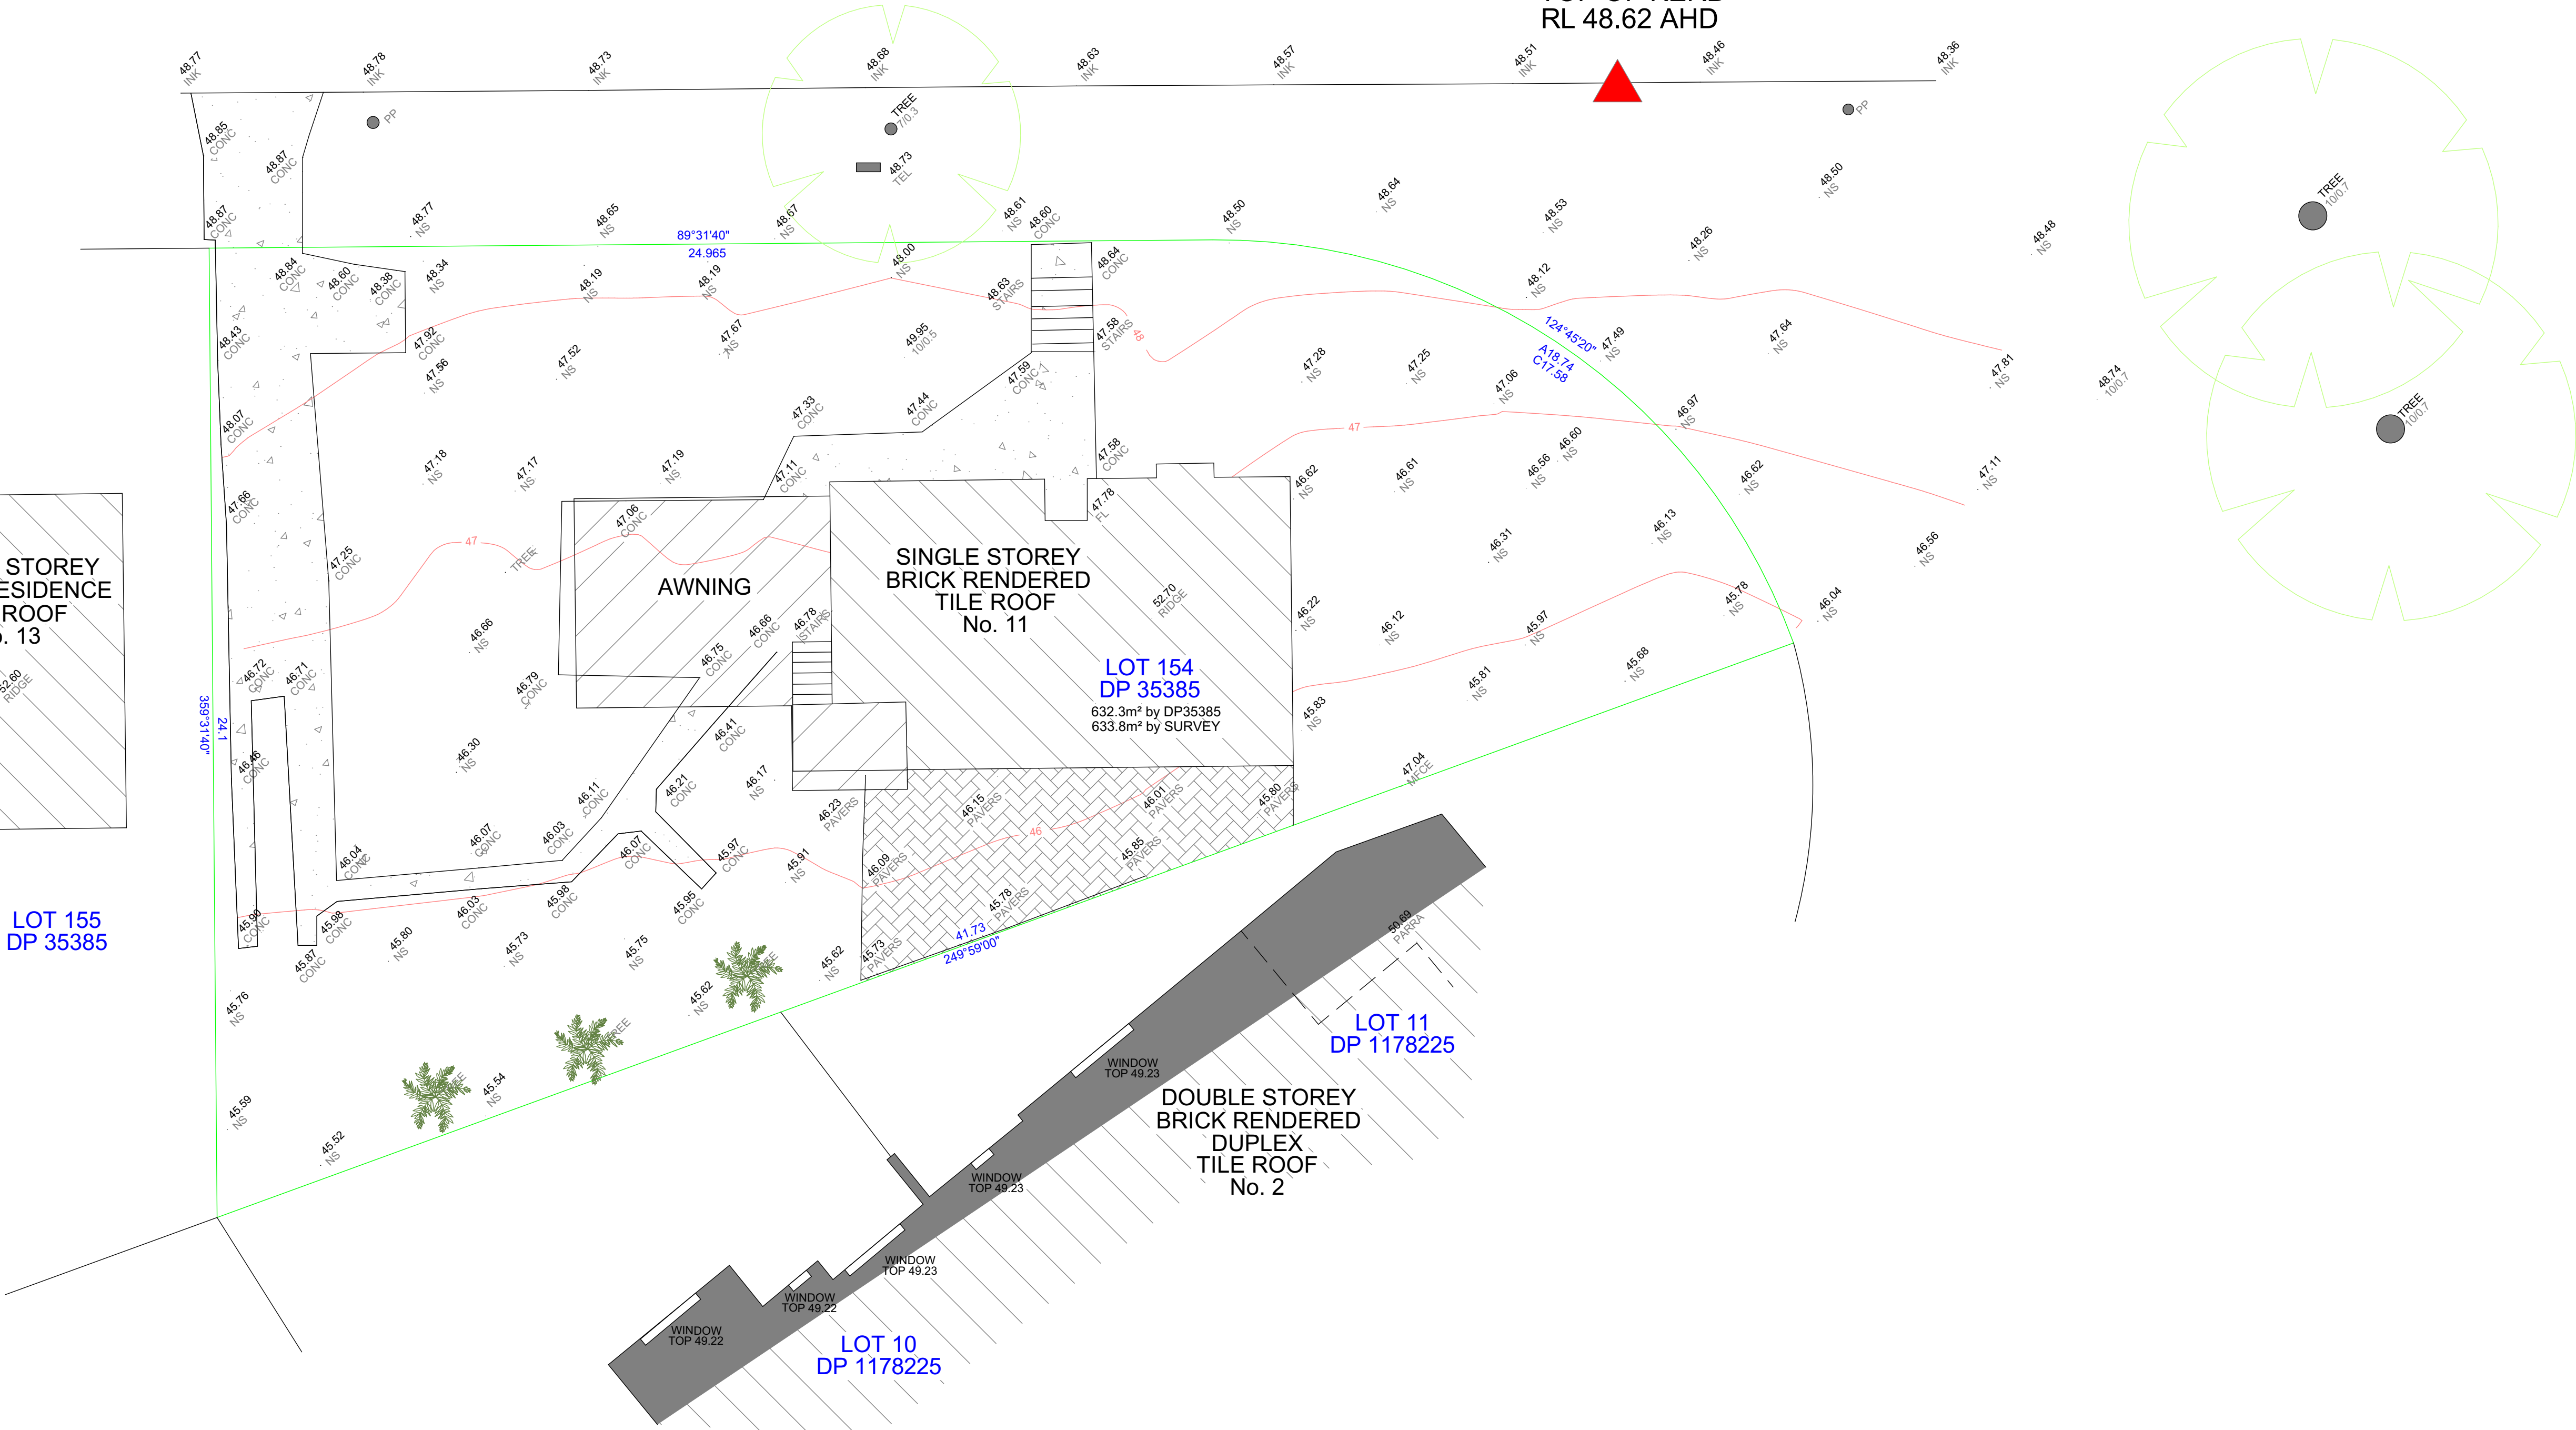 RL 48.62 AHD
48.77
INK
48.78
INK
48.73
INK
48.68
INK
48.63
INK
48.57
INK
48.51
INK
48.46
INK
48.36
INK
PP
TREE
7/0.3
48.73
TEL
PP
48.85
CONC
48.87
CONC
48.87
CONC
48.77
NS
48.65
NS
48.67
NS
48.61
NS
48.60
CONC
48.50
NS
48.64
NS
48.53
NS
48.50
NS
48.26
NS
48.48
NS
TREE
10/0.7
89°31'40"
24.965
48.84
CONC
48.60
CONC
48.38
CONC
48.34
NS
48.19
NS
48.19
NS
48.00
NS
48.63
STAIRS
48.64
CONC
48.12
NS
48.43
CONC
47.92
CONC
47.56
NS
47.52
NS
47.67
NS
49.95
10/0.5
47.58
STAIRS
48
47.28
NS
47.25
NS
124°45'20"
A18.74
C17.58
47.49
NS
47.64
NS
47.81
NS
48.74
10/0.7
TREE
10/0.7
48.07
CONC
47.33
CONC
47.44
CONC
47.59
CONC
47.06
NS
46.97
NS
47
47.18
NS
47.17
NS
47.19
NS
47.11
CONC
47.58
CONC
46.62
NS
46.61
NS
46.56
NS
46.60
NS
46.62
NS
47.11
NS
47.66
CONC
47.06
CONC
47.78
FL
46.31
NS
46.13
NS
46.56
NS
47.25
CONC
47
TREE
STOREY
ESIDENCE
ROOF
. 13
52.60
RIDGE
AWNING
SINGLE STOREY
BRICK RENDERED
TILE ROOF
No. 11
52.70
RIDGE
46.22
NS
46.12
NS
45.97
NS
45.78
NS
46.04
NS
46.66
NS
46.66
CONC
46.78
STAIRS
46.75
CONC
46.72
CONC
46.71
CONC
46.79
CONC
LOT 154
DP 35385
632.3m² by DP35385
633.8m² by SURVEY
45.83
NS
45.81
NS
45.68
NS
359°31'40"
24.1
46.46
CONC
46.30
NS
46.41
CONC
46.17
NS
46.21
CONC
46.11
CONC
46.23
PAVERS
46.15
PAVERS
46.01
PAVERS
45.80
PAVERS
47.04
MFCE
46
46.04
CONC
46.07
CONC
46.03
CONC
46.07
CONC
45.97
CONC
45.91
NS
46.09
PAVERS
45.85
PAVERS
45.78
PAVERS
LOT 155
DP 35385
45.90
CONC
45.98
CONC
46.03
CONC
45.98
CONC
45.95
CONC
45.87
CONC
45.80
NS
45.73
NS
45.75
NS
45.62
NS
45.73
PAVERS
41.73
249°59'00"
50.69
PARRA
45.76
NS
45.62
NS
TREE
LOT 11
DP 1178225
45.59
NS
45.54
NS
45.52
NS
WINDOW
TOP 49.23
DOUBLE STOREY
BRICK RENDERED
DUPLEX
TILE ROOF
No. 2
WINDOW
TOP 49.23
WINDOW
TOP 49.23
WINDOW
TOP 49.22
WINDOW
TOP 49.22
LOT 10
DP 1178225